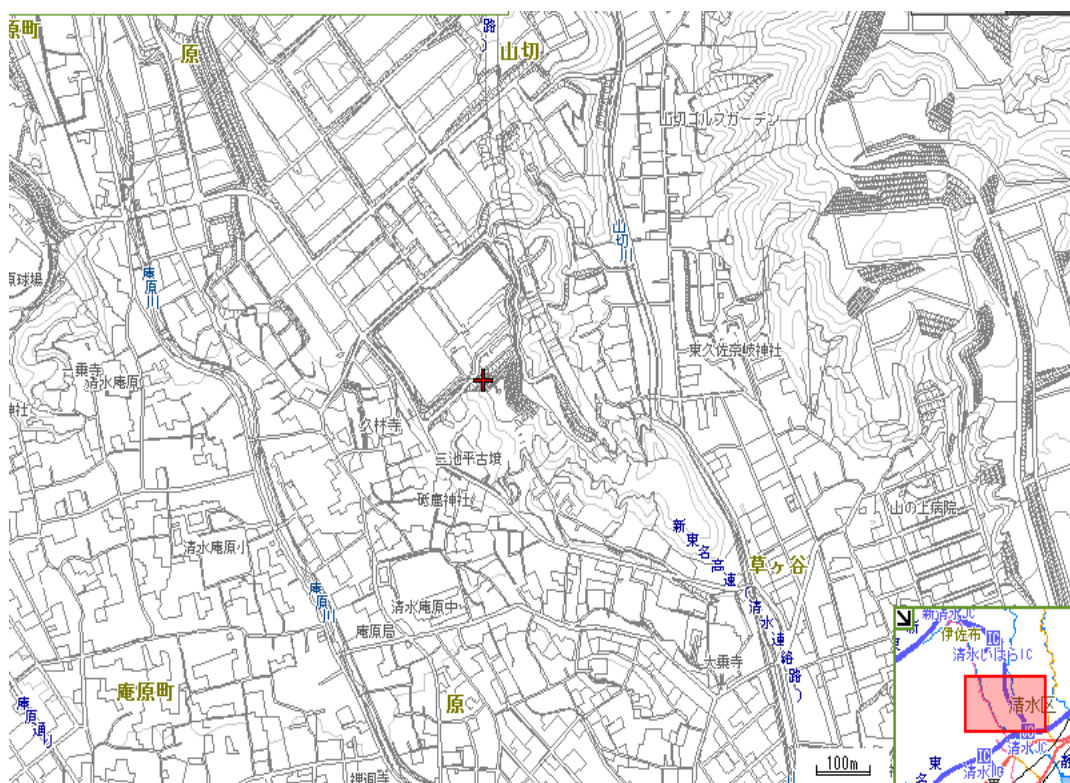 原町
原
路)
山切
山切ゴルフガーデン
山切川
原球場
庵原川
東久佐奈岐神社
一乗寺
清水庵原
神社
久林寺
三池平古墳
砥鹿神社
山の上病院
清水庵原小
新東名高速(清水連絡路)
草ヶ谷
庵原川
清水庵原中
庵原局
大乗寺
庵原町
原
庵原通り
禅洞寺
100m
新清水JC
伊佐布
IC
清水いはらIC
清水区
IC
清水JC
IC
東
名